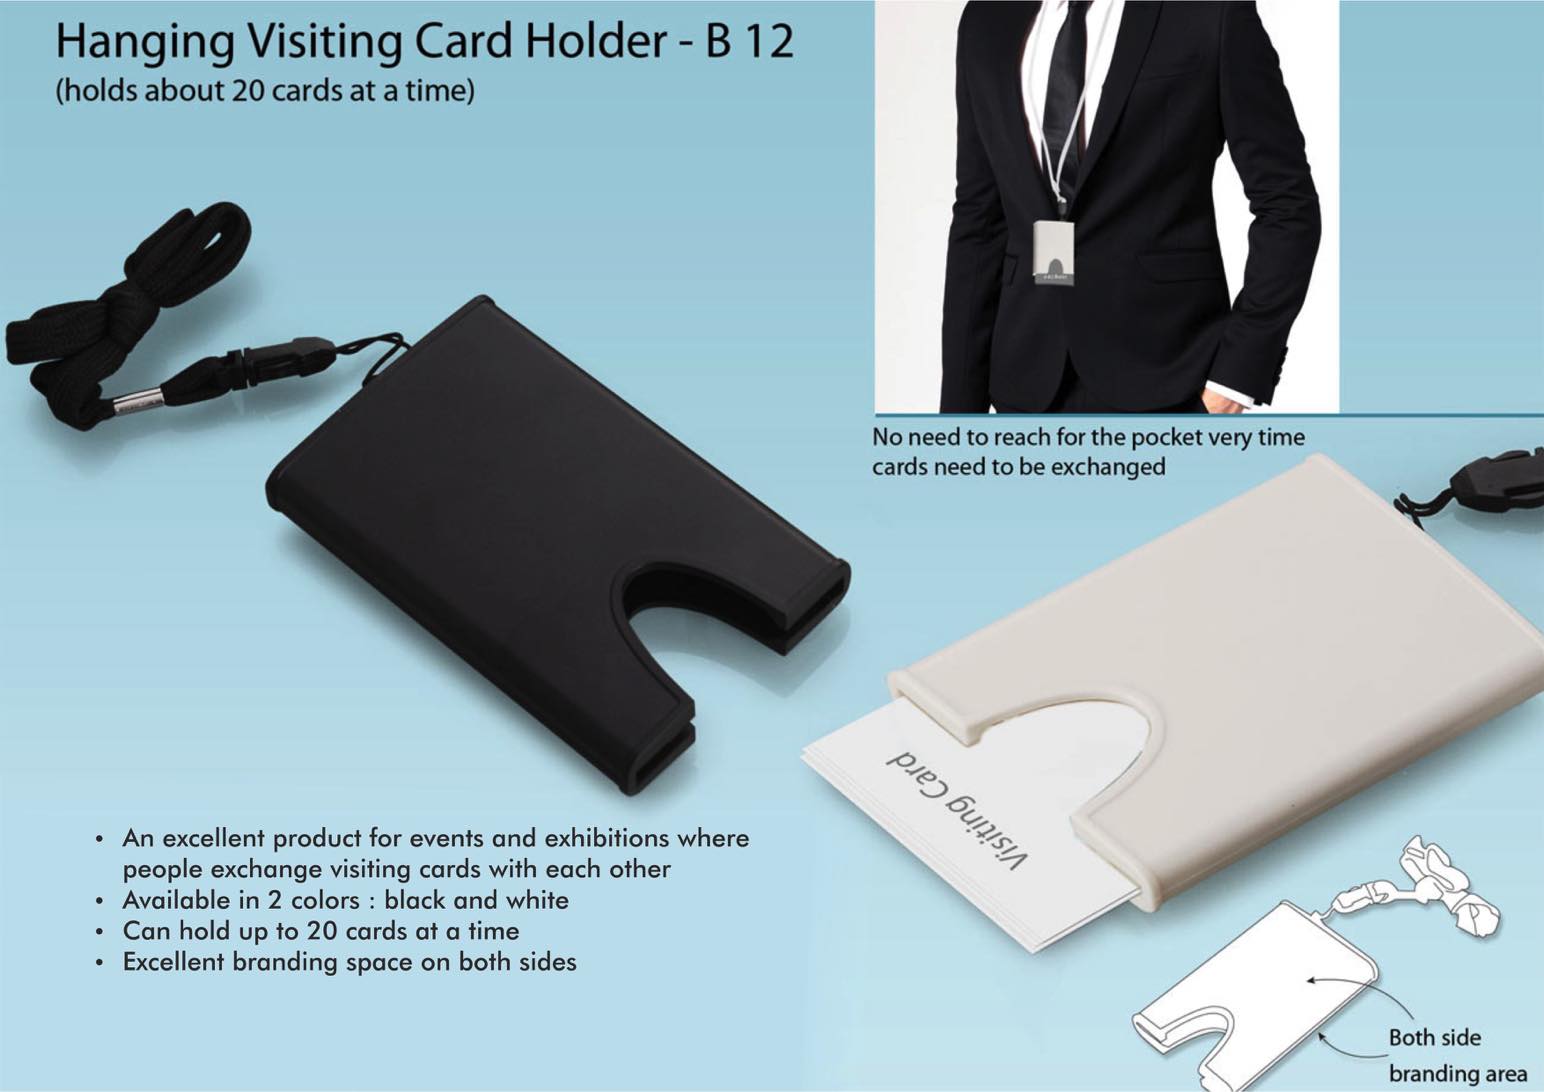 Hanging Visiting Card Holder - B 12
(holds about 20 cards at a time)
No need to reach for the pocket very time
cards need to be exchanged
Visiting Card
• An excellent product for events and exhibitions where
people exchange visiting cards with each other
• Available in 2 colors : black and white
• Can hold up to 20 cards at a time
• Excellent branding space on both sides
Both side
branding area